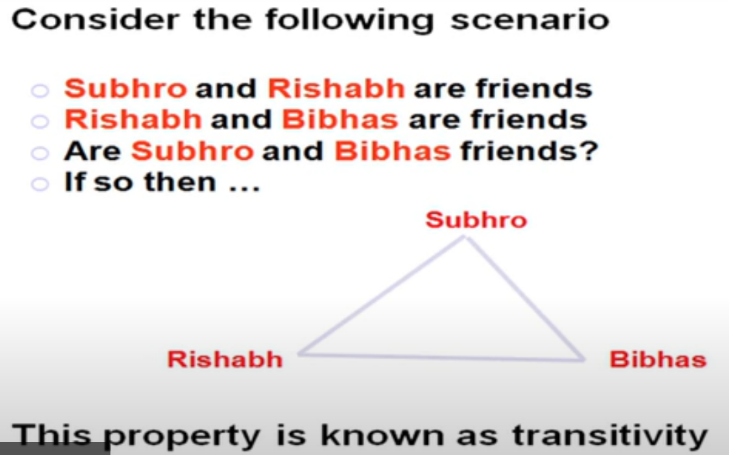 Consider the following scenario
Subhro and Rishabh are friends
Rishabh and Bibhas are friends
Are Subhro and Bibhas friends?
If so then ...
Subhro
Rishabh
Bibhas
This property is known as transitivity